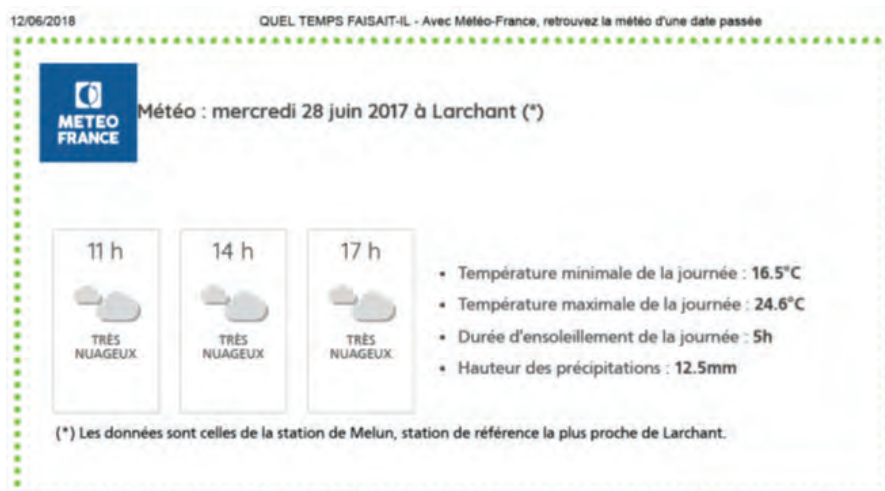 12/06/2018 QUEL TEMPS FAISAIT-IL - Avec Météo-France, retrouvez la météo d'une date passée
METEO
FRANCE
Météo : mercredi 28 juin 2017 à Larchant (*)
11 h 14 h 17 h
TRÈS NUAGEUX TRÈS NUAGEUX TRÈS NUAGEUX
• Température minimale de la journée : 16.5°C
• Température maximale de la journée : 24.6°C
• Durée d'ensoleillement de la journée : 5h
• Hauteur des précipitations : 12.5mm
(*) Les données sont celles de la station de Melun, station de référence la plus proche de Larchant.